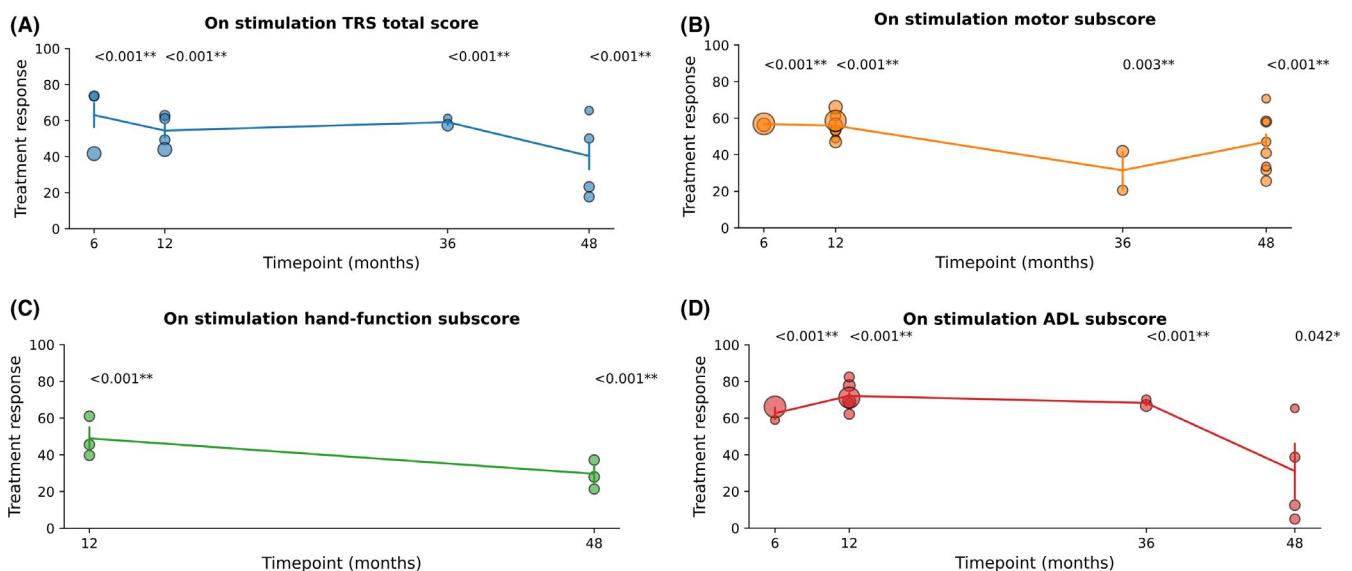 (A)
On stimulation TRS total score
<0.001** <0.001** <0.001** <0.001**
Treatment response
100
80
60
40
20
0
6 12 36 48
Timepoint (months)
(B)
On stimulation motor subscore
<0.001** <0.001** 0.003** <0.001**
Treatment response
100
80
60
40
20
0
6 12 36 48
Timepoint (months)
(C)
On stimulation hand-function subscore
<0.001** <0.001**
Treatment response
100
80
60
40
20
0
12 48
Timepoint (months)
(D)
On stimulation ADL subscore
<0.001** <0.001** <0.001** 0.042*
Treatment response
100
80
60
40
20
0
6 12 36 48
Timepoint (months)